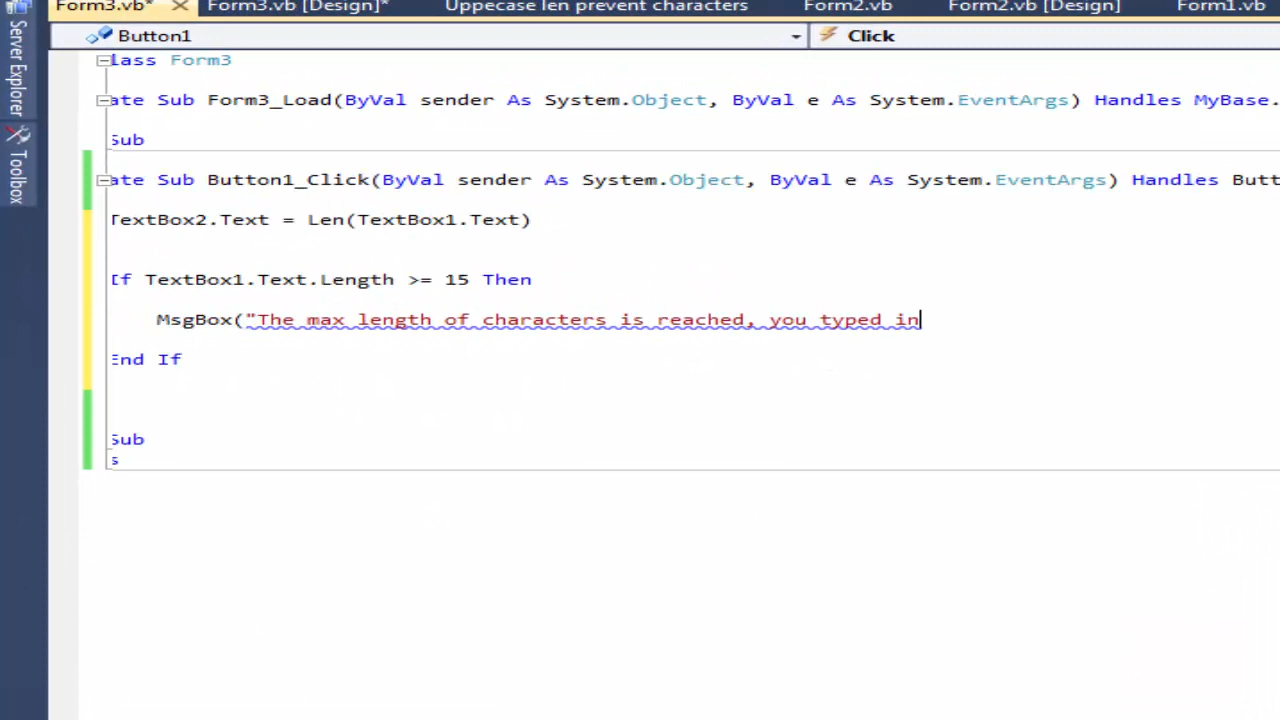 Form3.vb* Form3.vb [Design]* Uppecase len prevent characters Form2.vb Form2.vb [Design] Form1.vb
Button1 Click
Server Explorer
Toolbox
lass Form3
ate Sub Form3_Load(ByVal sender As System.Object, ByVal e As System.EventArgs) Handles MyBase.
Sub
ate Sub Button1_Click(ByVal sender As System.Object, ByVal e As System.EventArgs) Handles Butt
TextBox2.Text = Len(TextBox1.Text)
If TextBox1.Text.Length >= 15 Then
MsgBox("The max length of characters is reached, you typed in
End If
Sub
s